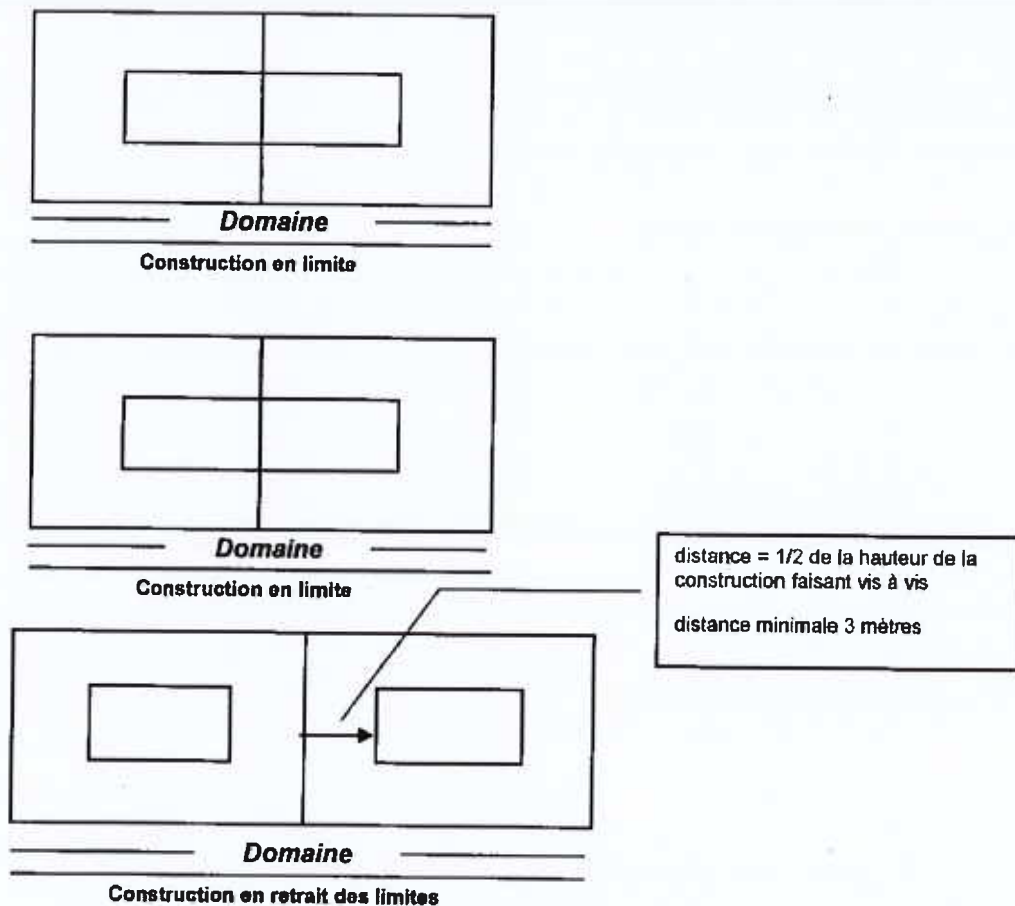 Domaine
Construction en limite
Domaine
Construction en limite
distance = 1/2 de la hauteur de la
construction faisant vis à vis
distance minimale 3 mètres
Domaine
Construction en retrait des limites